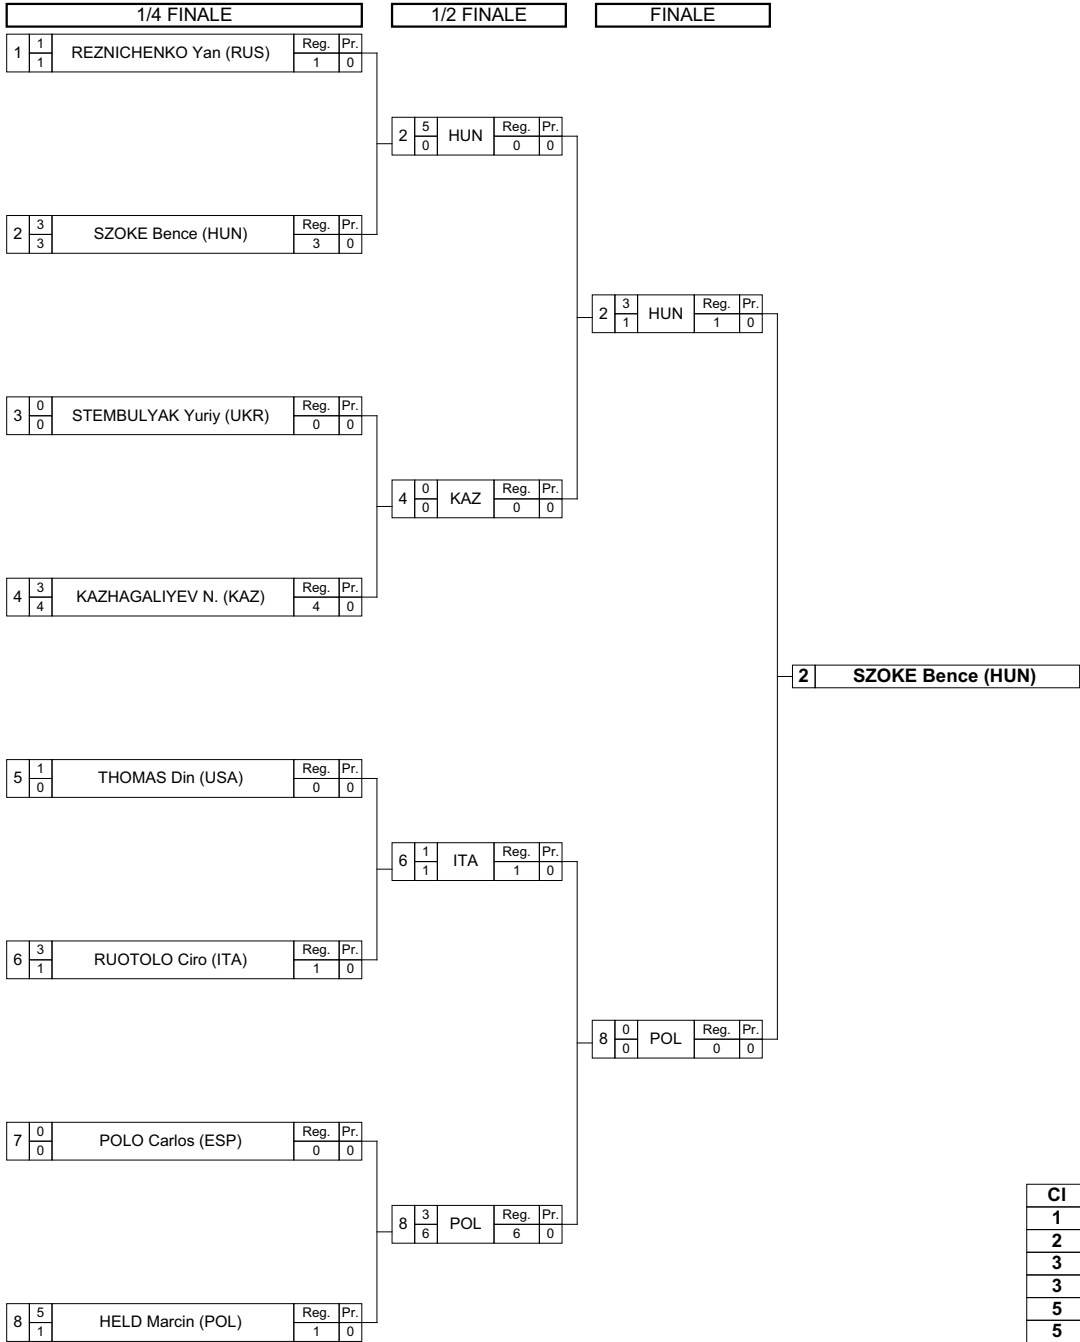 1/4 FINALE 1/2 FINALE FINALE
1 1 1 REZNICHENKO Yan (RUS) Reg. 1 Pr. 0
2 5 0 HUN Reg. 0 Pr. 0
2 3 3 SZOKE Bence (HUN) Reg. 3 Pr. 0
2 3 1 HUN Reg. 1 Pr. 0
3 0 0 STEMBULYAK Yuriy (UKR) Reg. 0 Pr. 0
4 0 0 KAZ Reg. 0 Pr. 0
4 3 4 KAZHAGALIYEV N. (KAZ) Reg. 4 Pr. 0
2 SZOKE Bence (HUN)
5 1 0 THOMAS Din (USA) Reg. 0 Pr. 0
6 1 1 ITA Reg. 1 Pr. 0
6 3 1 RUOTOLO Ciro (ITA) Reg. 1 Pr. 0
8 0 0 POL Reg. 0 Pr. 0
7 0 0 POLO Carlos (ESP) Reg. 0 Pr. 0
8 3 6 POL Reg. 6 Pr. 0
8 5 1 HELD Marcin (POL) Reg. 1 Pr. 0
Cl
1
2
3
3
5
5